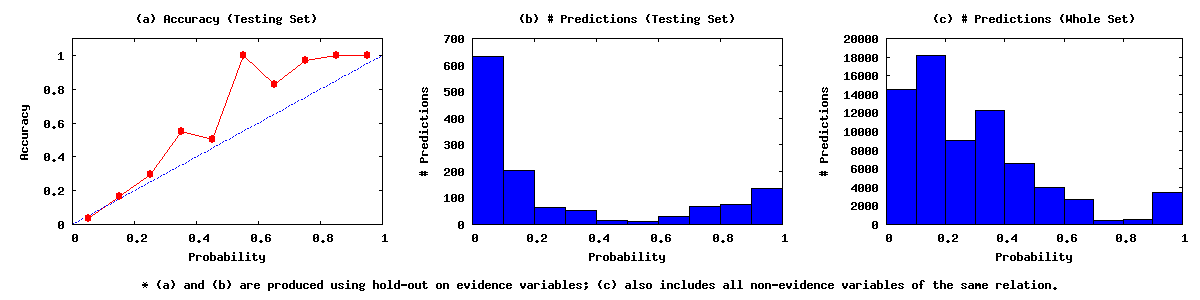 (a) Accuracy (Testing Set)
(b) # Predictions (Testing Set)
(c) # Predictions (Whole Set)
Accuracy
1
0.8
0.6
0.4
0.2
0
0 0.2 0.4 0.6 0.8 1
Probability
# Predictions
700
600
500
400
300
200
100
0
0 0.2 0.4 0.6 0.8 1
Probability
# Predictions
20000
18000
16000
14000
12000
10000
8000
6000
4000
2000
0
0 0.2 0.4 0.6 0.8 1
Probability
* (a) and (b) are produced using hold-out on evidence variables; (c) also includes all non-evidence variables of the same relation.